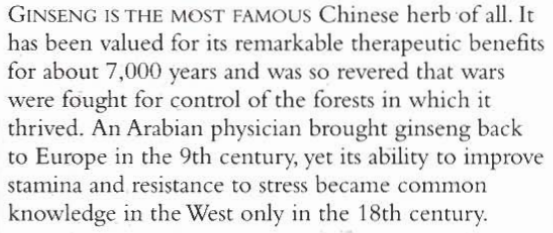 GINSENG IS THE MOST FAMOUS Chinese herb of all. It
has been valued for its remarkable therapeutic benefits
for about 7,000 years and was so revered that wars
were fought for control of the forests in which it
thrived. An Arabian physician brought ginseng back
to Europe in the 9th century, yet its ability to improve
stamina and resistance to stress became common
knowledge in the West only in the 18th century.